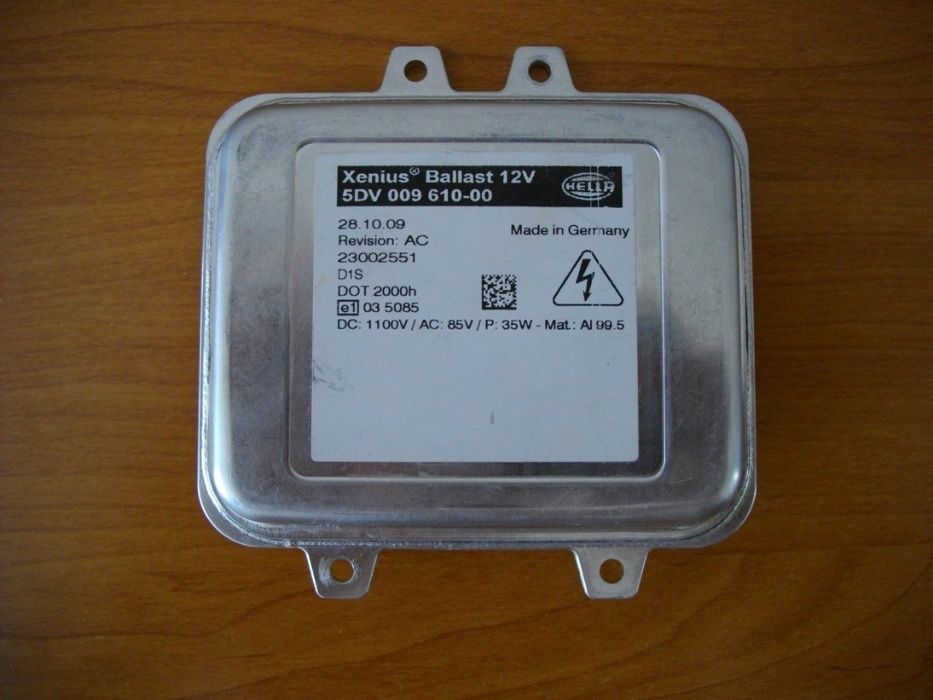 Xenius® Ballast 12V
5DV 009 610-00
HELLA
28.10.09
Made in Germany
Revision: AC
23002551
D1S
DOT 2000h
e1 03 5085
DC: 1100V / AC: 85V / P: 35W - Mat.: Al 99.5